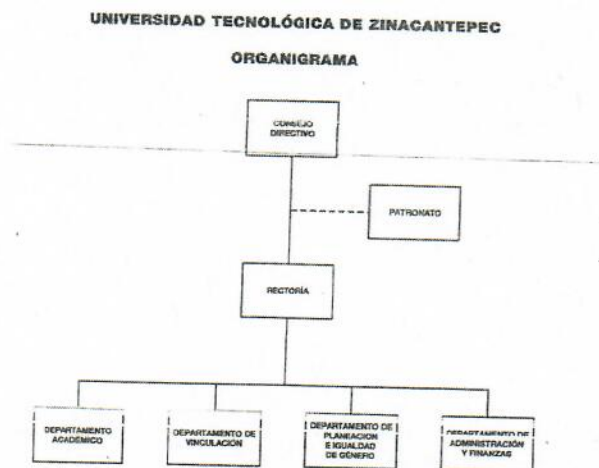 UNIVERSIDAD TECNOLÓGICA DE ZINACANTEPEC
ORGANIGRAMA
CONSEJO
DIRECTIVO
PATRONATO
RECTORÍA
DEPARTAMENTO
ACADÉMICO
DEPARTAMENTO DE
VINCULACIÓN
DEPARTAMENTO DE
PLANEACIÓN
E IGUALDAD
DE GÉNERO
DEPARTAMENTO DE
ADMINISTRACIÓN
Y FINANZAS